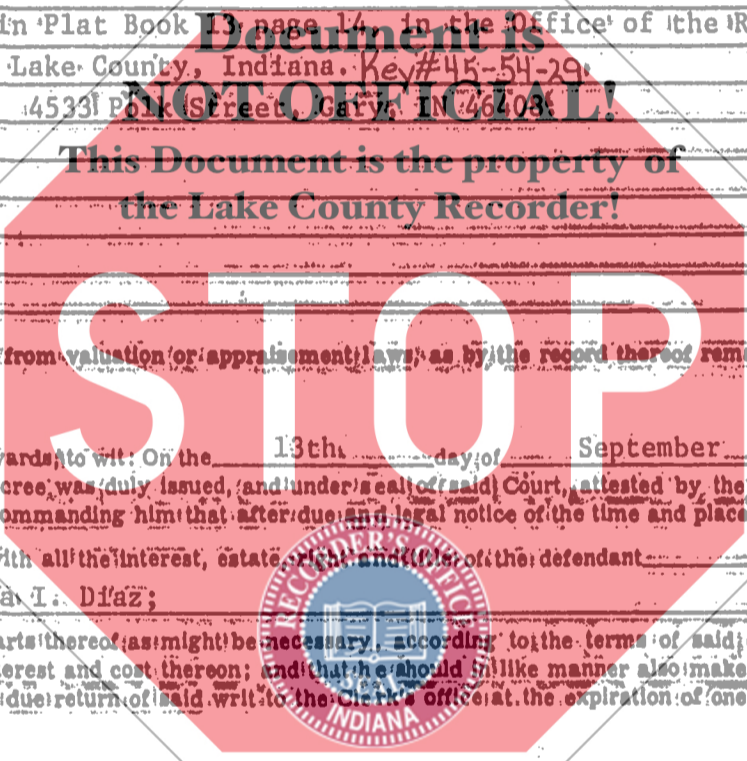 in Plat Book 13, page 14, in the Office of the R
Document is
Lake County, Indiana. Key#45-54-29
NOT OFFICIAL!
4533 Polk Street, Gary, IN 46408.
This Document is the property of
the Lake County Recorder!
STOP
from valuation or appraisement laws, as by the record thereof rema
wards, to wit: On the 13th day of September
cree was duly issued, and under seal of said Court attested by the
ommanding him that after due and legal notice of the time and place
ith all the interest, estate, right and title of the defendant
a I. Diaz;
arts thereof as might be necessary, according to the terms of said
erest and cost thereon; and that he should like manner also make
due return of said writ to the Clerk's office at the expiration of one
RECORDER'S OFFICE
SEAL
INDIANA